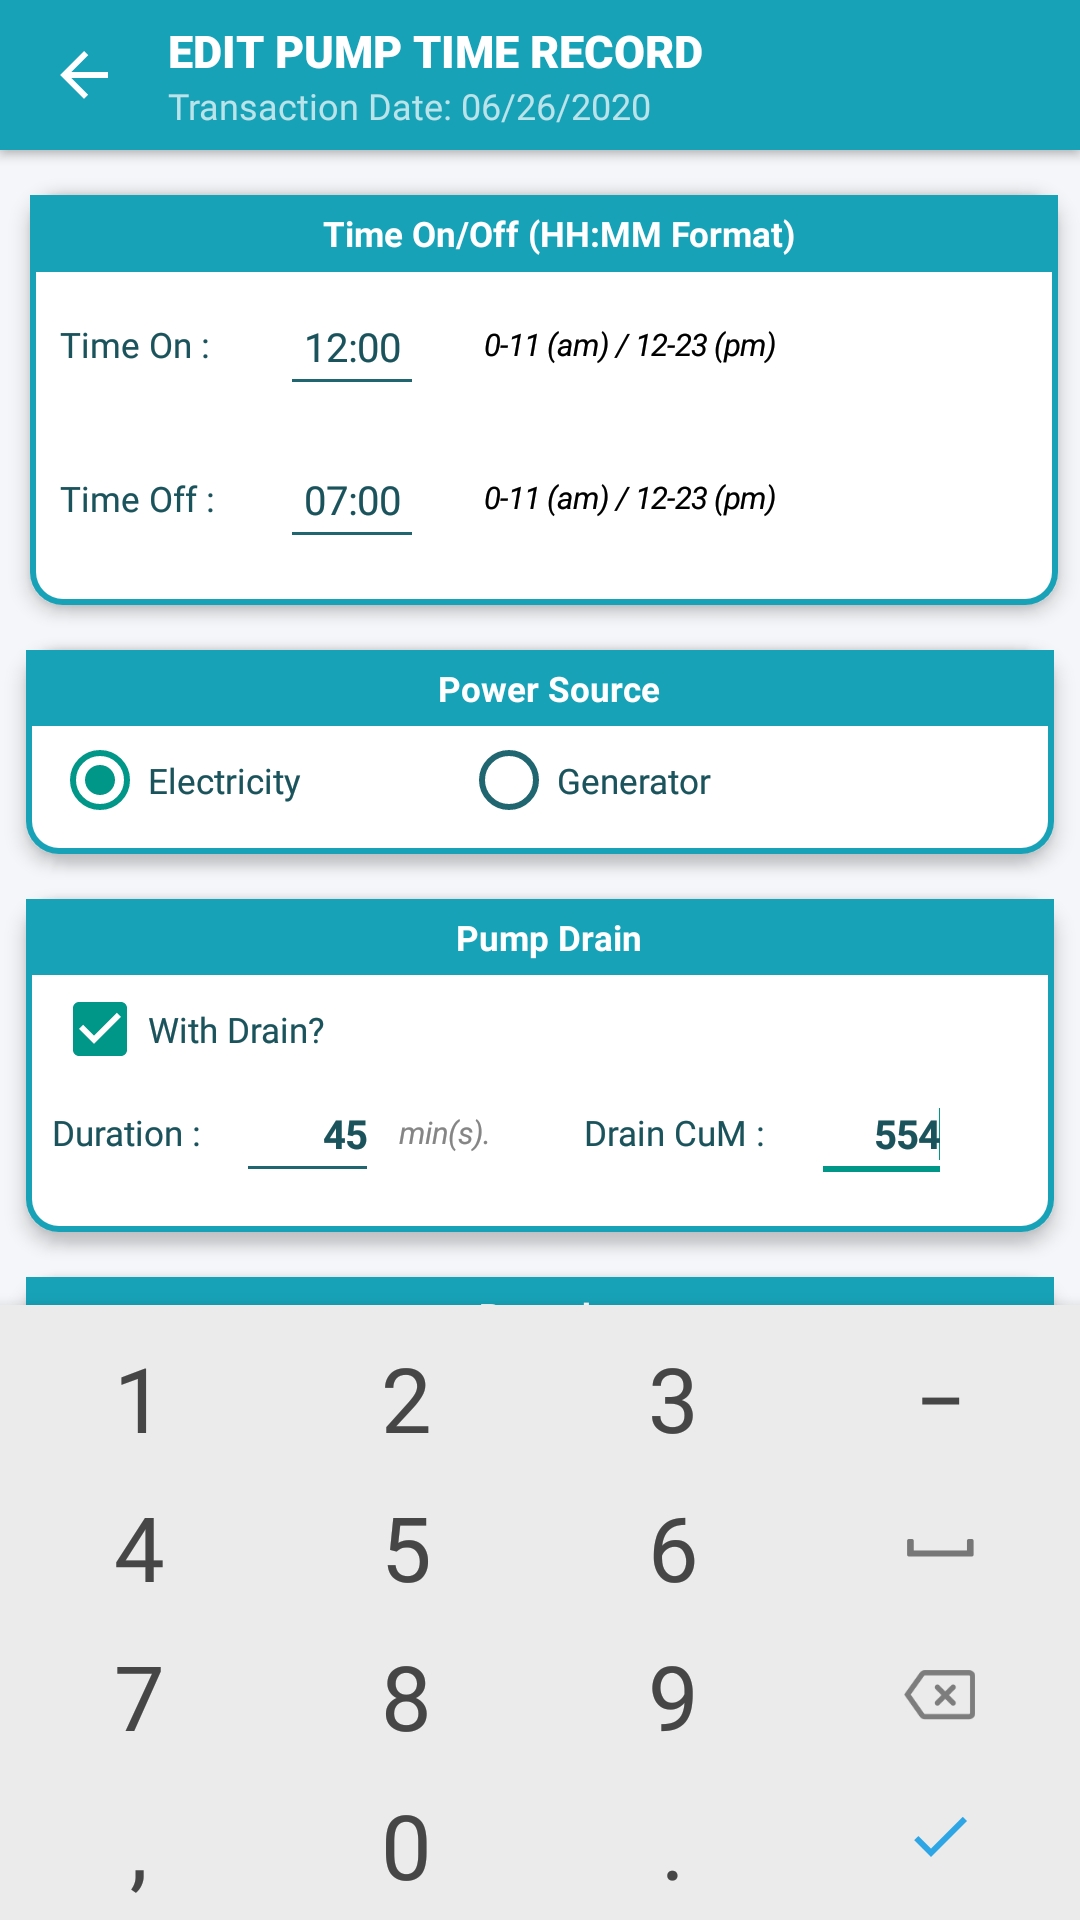 EDIT PUMP TIME RECORD
Transaction Date: 06/26/2020
Time On/Off (HH:MM Format)
Time On : 12:00 0-11 (am) / 12-23 (pm)
Time Off : 07:00 0-11 (am) / 12-23 (pm)
Power Source
Electricity Generator
Pump Drain
With Drain?
Duration : 45 min(s). Drain CuM : 554
1 2 3 –
4 5 6
7 8 9
, 0 .